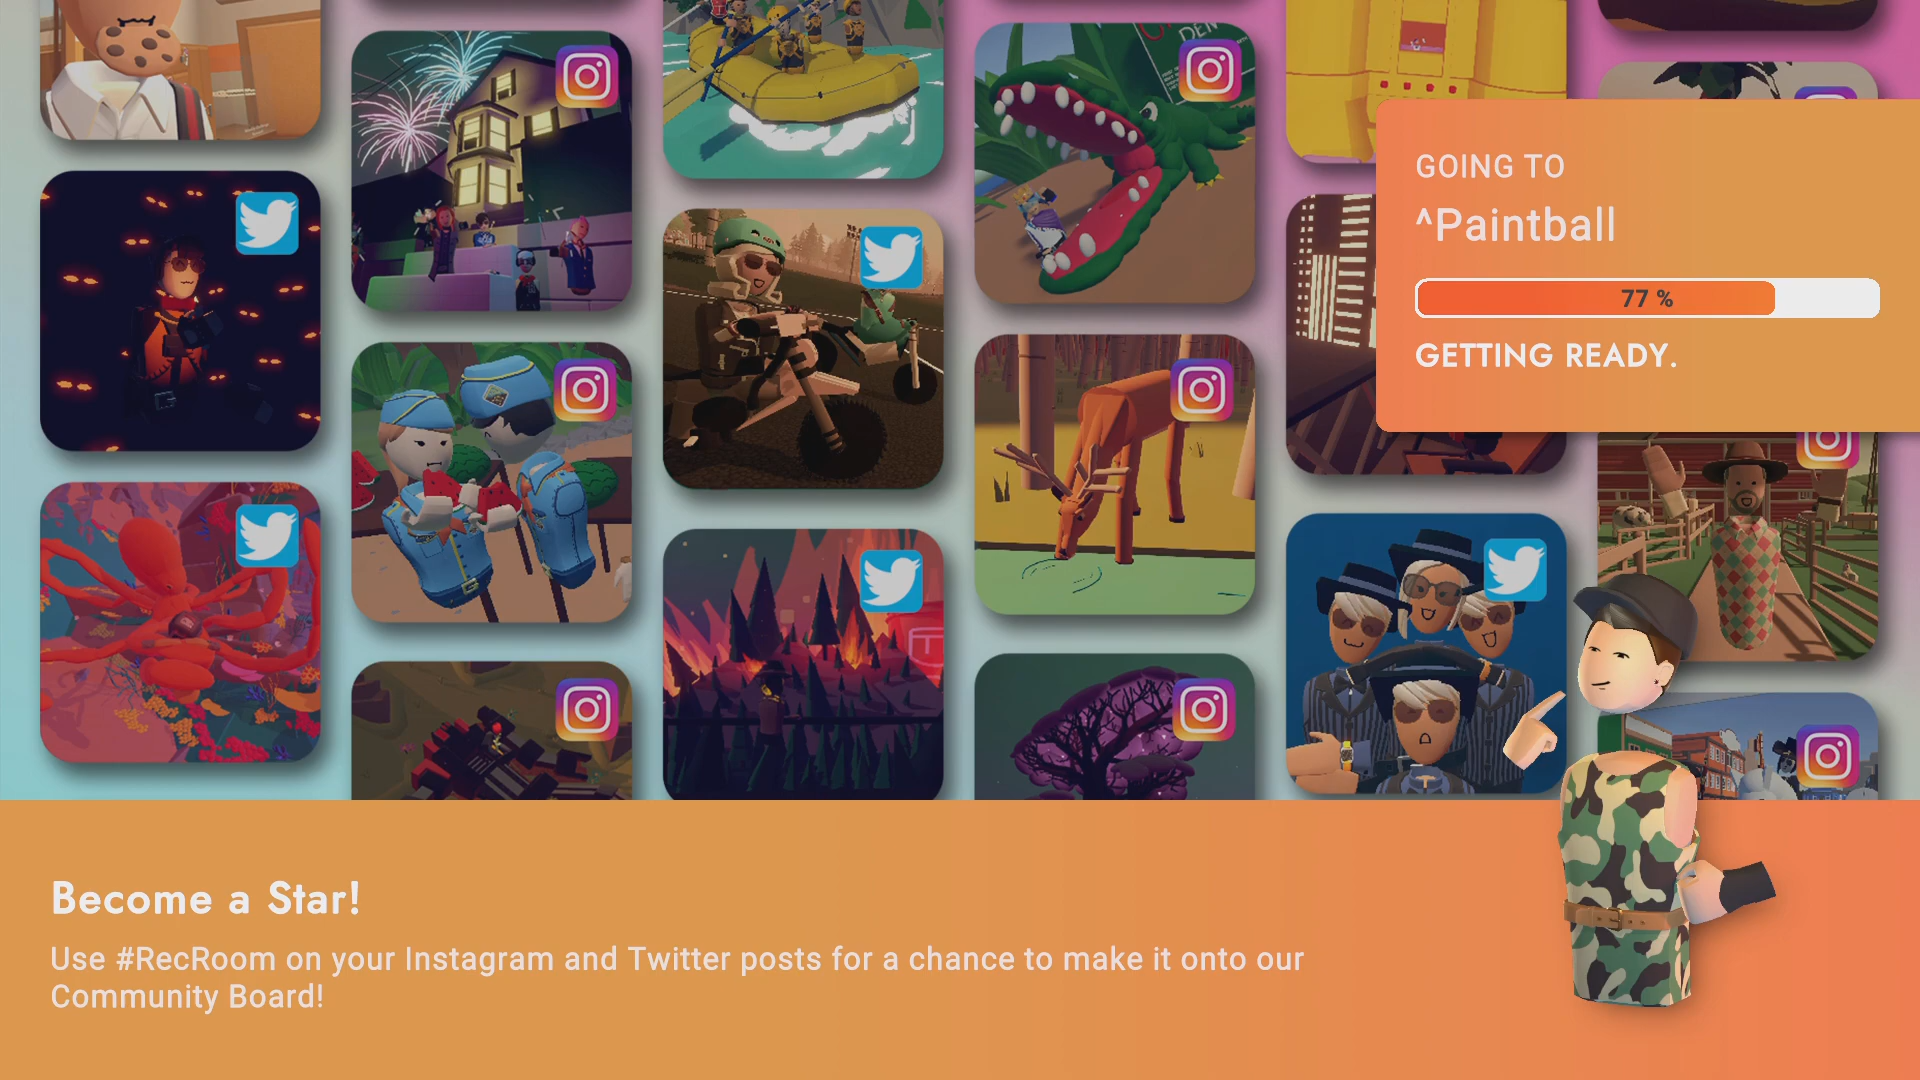 DEN
GOING TO
^Paintball
77 %
GETTING READY.
Become a Star!
Use #RecRoom on your Instagram and Twitter posts for a chance to make it onto our
Community Board!